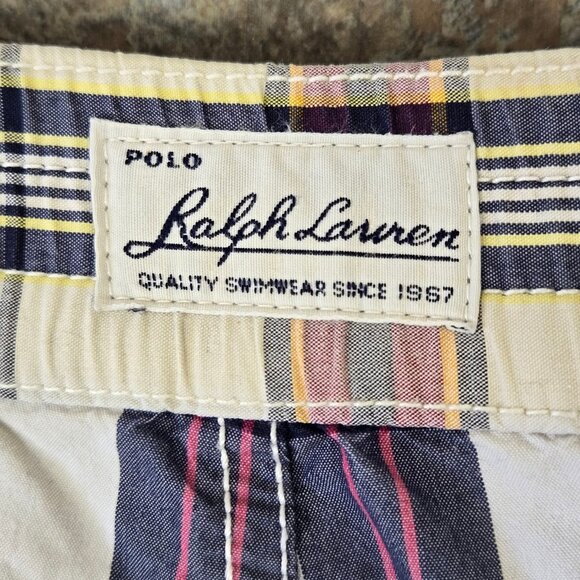 POLO
Ralph Lauren
QUALITY SWIMWEAR SINCE 1967